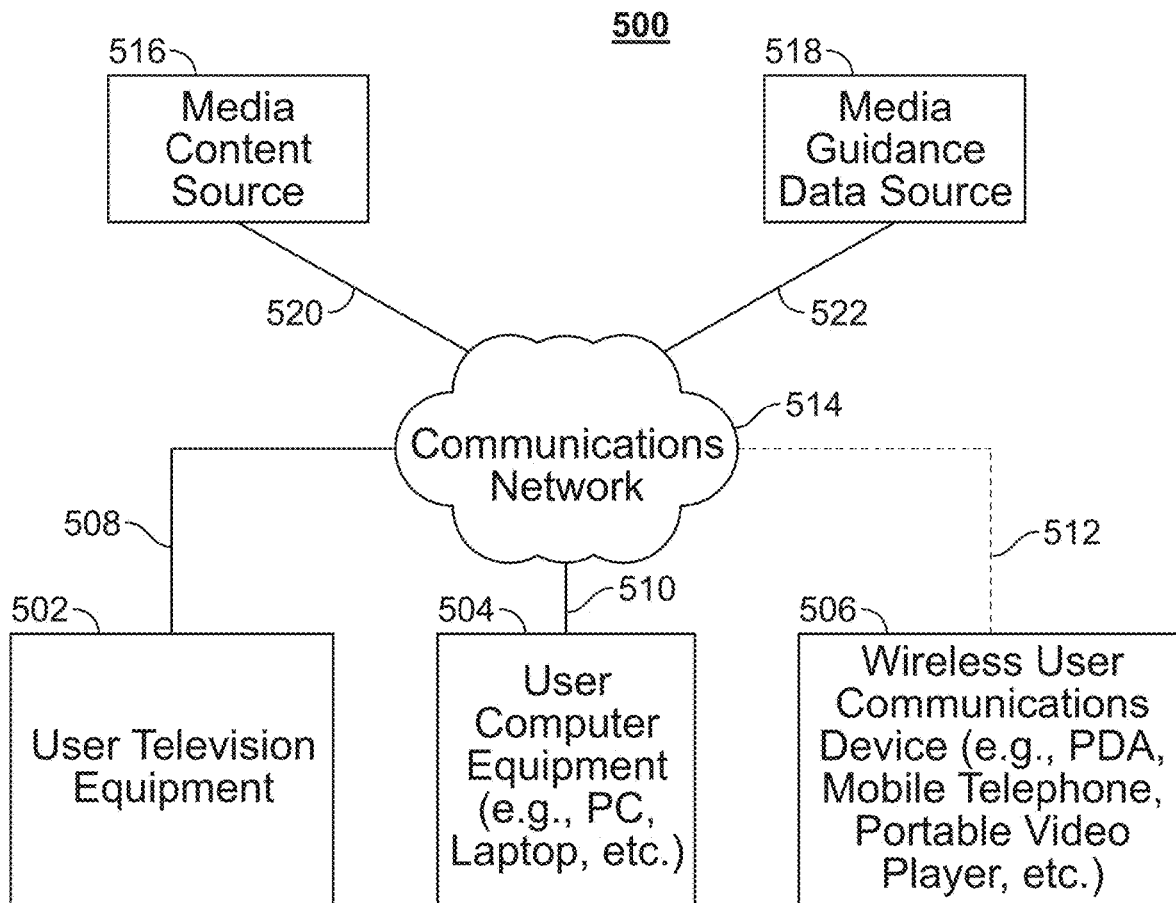 500
516
Media
Content
Source
518
Media
Guidance
Data Source
520
522
514
Communications
Network
508
512
510
502
User Television
Equipment
504
User
Computer
Equipment
(e.g., PC,
Laptop, etc.)
506
Wireless User
Communications
Device (e.g., PDA,
Mobile Telephone,
Portable Video
Player, etc.)